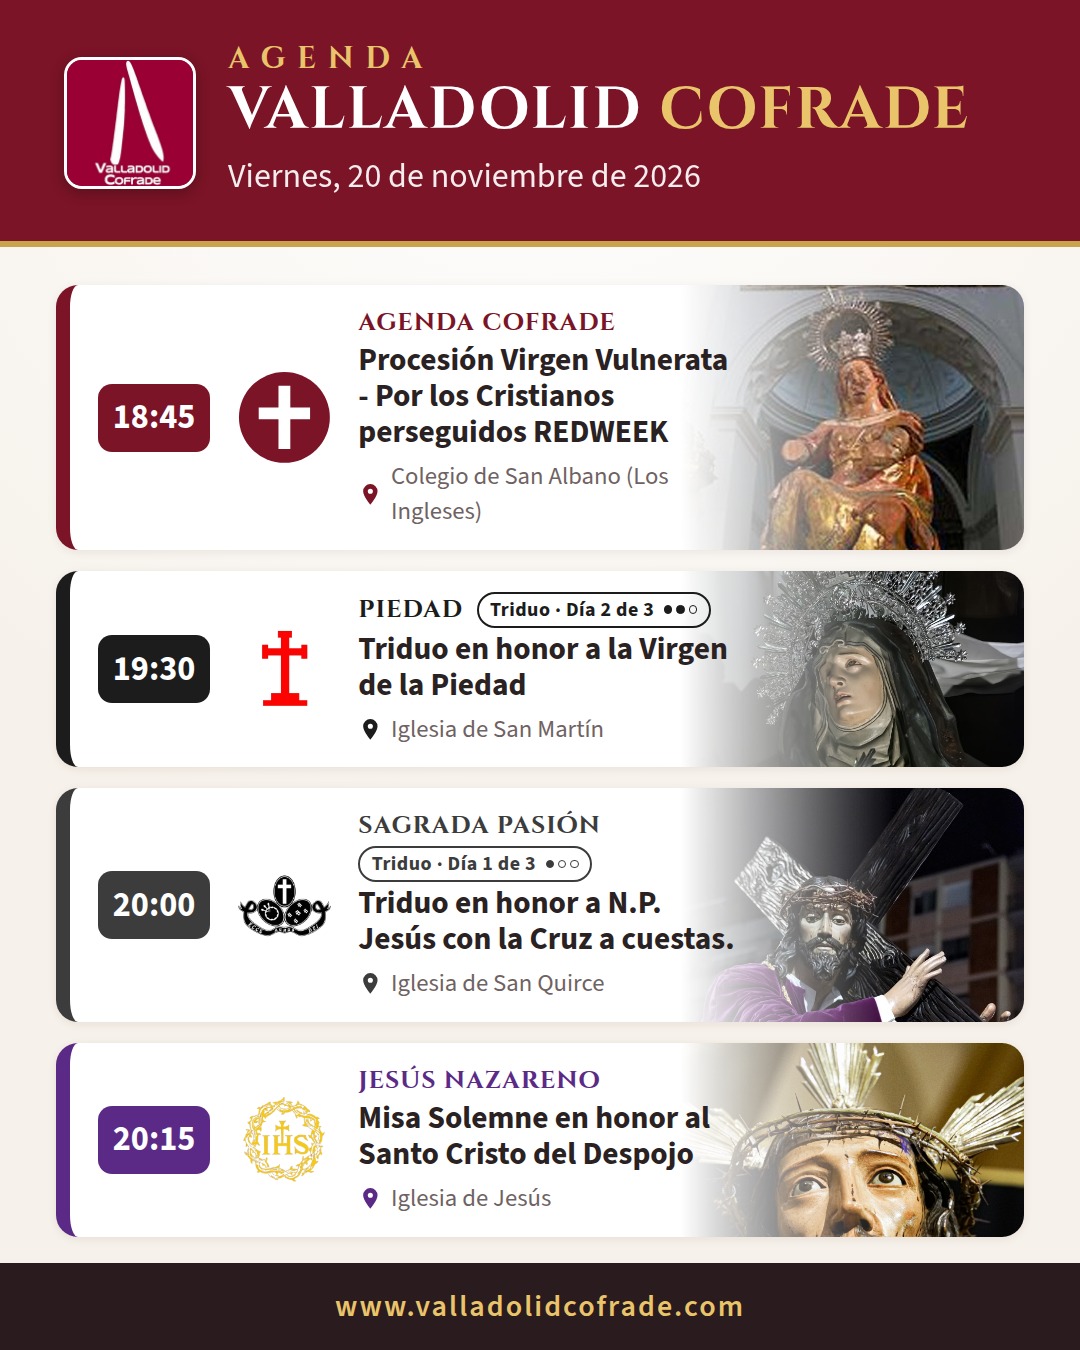 AGENDA
VALLADOLID COFRADE
Viernes, 20 de noviembre de 2026
Valladolid
Cofrade
AGENDA COFRADE
18:45
Procesión Virgen Vulnerata
- Por los Cristianos
perseguidos REDWEEK
Colegio de San Albano (Los
Ingleses)
PIEDAD
Triduo · Día 2 de 3
19:30
Triduo en honor a la Virgen
de la Piedad
Iglesia de San Martín
SAGRADA PASIÓN
Triduo · Día 1 de 3
20:00
Triduo en honor a N.P.
Jesús con la Cruz a cuestas.
Iglesia de San Quirce
JESÚS NAZARENO
20:15
IHS
Misa Solemne en honor al
Santo Cristo del Despojo
Iglesia de Jesús
www.valladolidcofrade.com